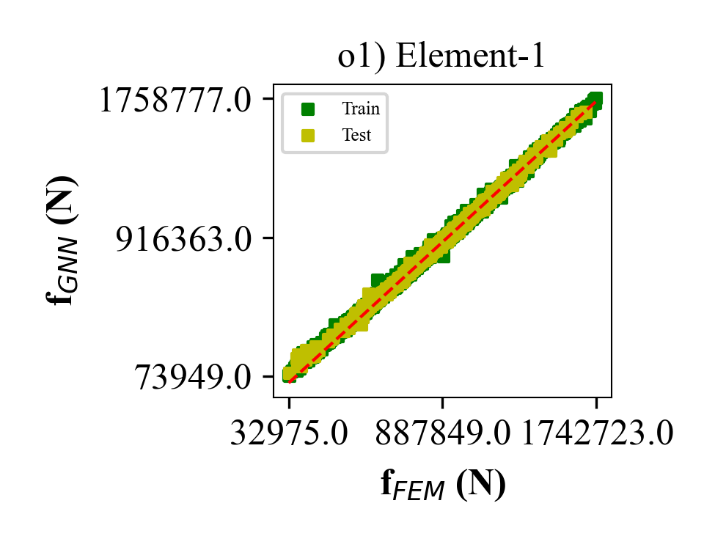 o1) Element-1
1758777.0
Train
Test
916363.0
f_GNN (N)
73949.0
32975.0 887849.0 1742723.0
f_FEM (N)